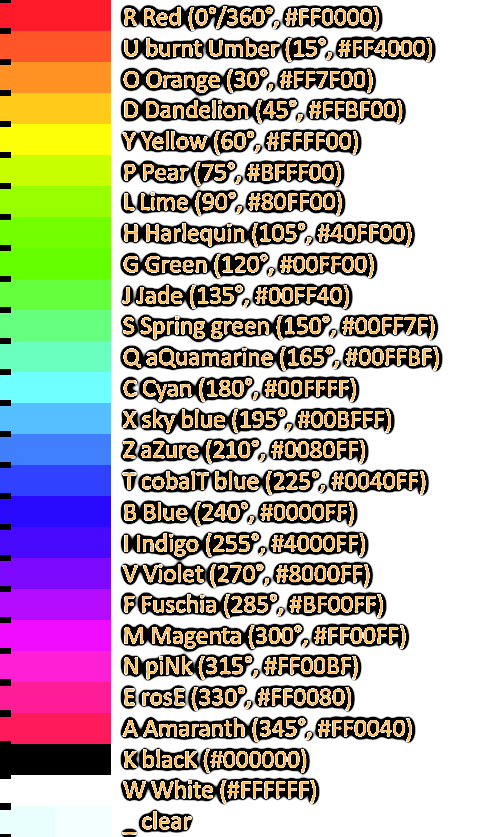 R Red (0°/360°, #FF0000)
U burnt Umber (15°, #FF4000)
O Orange (30°, #FF7F00)
D Dandelion (45°, #FFBF00)
Y Yellow (60°, #FFFF00)
P Pear (75°, #BFFF00)
L Lime (90°, #80FF00)
H Harlequin (105°, #40FF00)
G Green (120°, #00FF00)
J Jade (135°, #00FF40)
S Spring green (150°, #00FF7F)
Q aQuamarine (165°, #00FFBF)
C Cyan (180°, #00FFFF)
X sky blue (195°, #00BFFF)
Z aZure (210°, #0080FF)
T cobalT blue (225°, #0040FF)
B Blue (240°, #0000FF)
I Indigo (255°, #4000FF)
V Violet (270°, #8000FF)
F Fuschia (285°, #BF00FF)
M Magenta (300°, #FF00FF)
N piNk (315°, #FF00BF)
E rosE (330°, #FF0080)
A Amaranth (345°, #FF0040)
K blacK (#000000)
W White (#FFFFFF)
_ clear